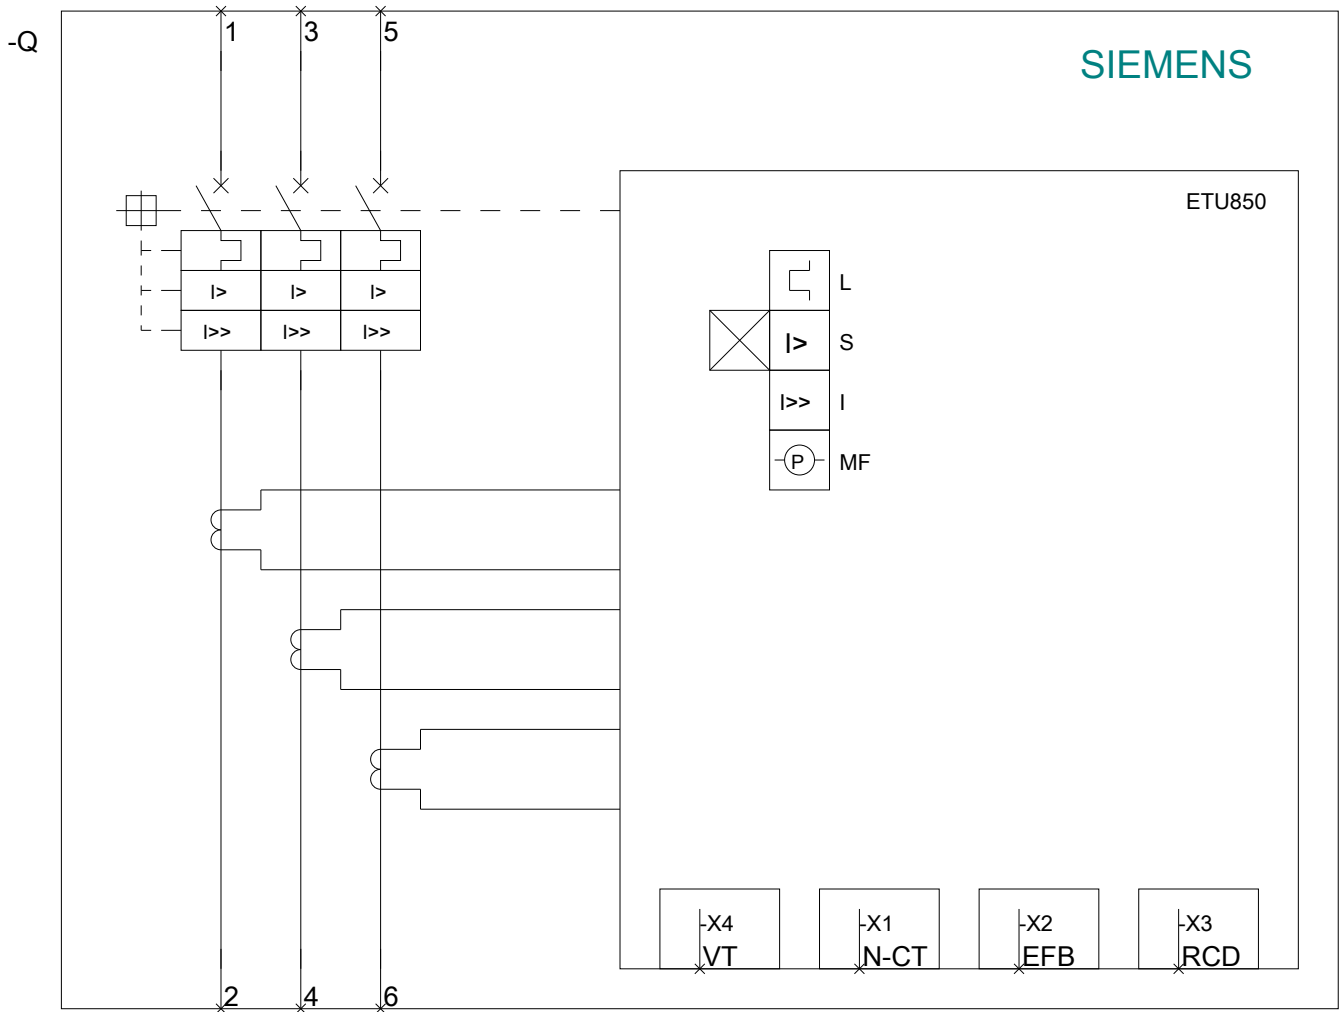 -Q
1 3 5
SIEMENS
ETU850
I> I> I>
I>> I>> I>>
L
I> S
I>> I
P MF
-X4 -X1 -X2 -X3
VT N-CT EFB RCD
2 4 6